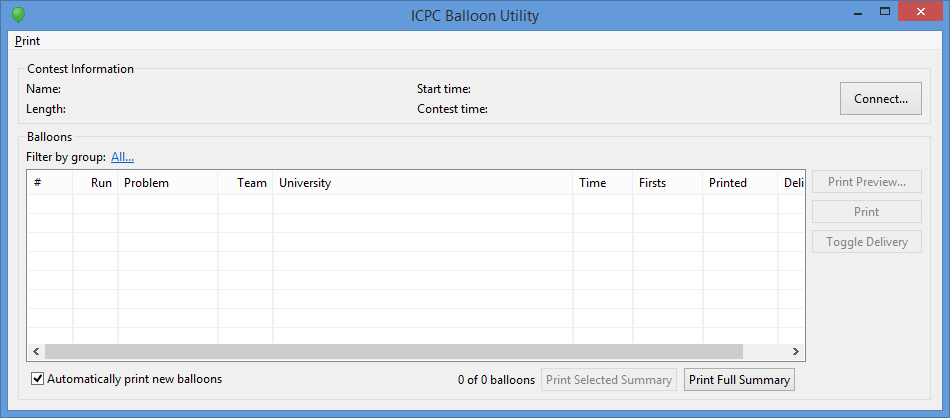 ICPC Balloon Utility
Print
Contest Information
Name: Start time:
Length: Contest time:
Connect...
Balloons
Filter by group: All...
# Run Problem Team University Time Firsts Printed Deli
Print Preview...
Print
Toggle Delivery
Automatically print new balloons 0 of 0 balloons Print Selected Summary Print Full Summary